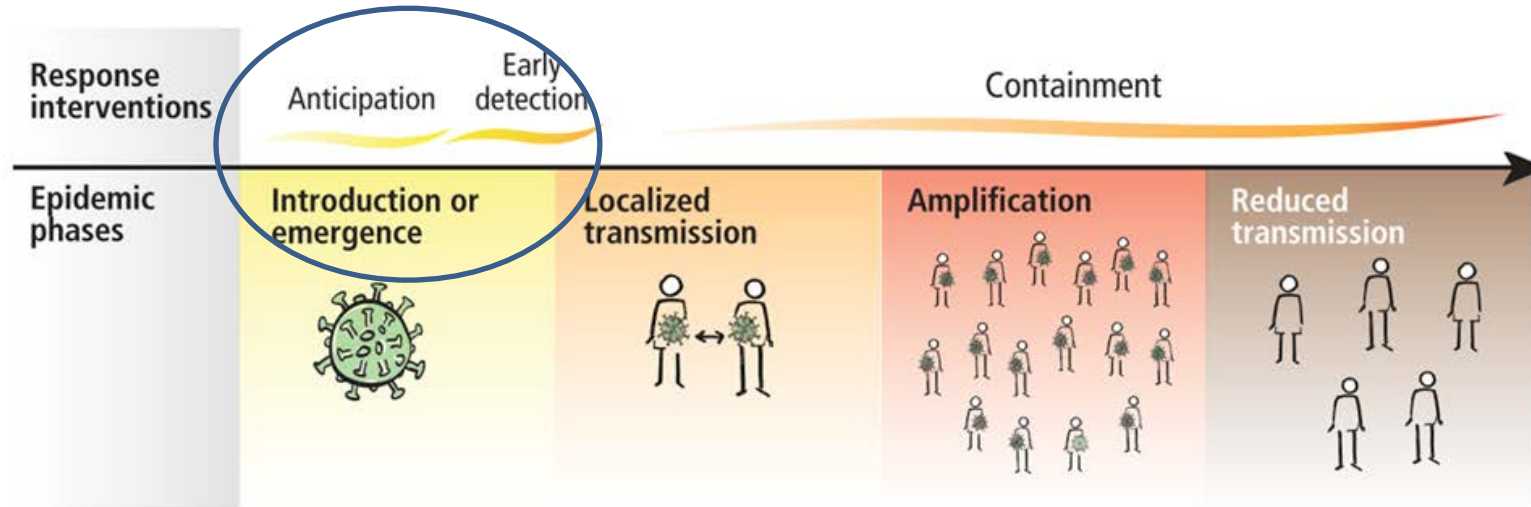 Response
interventions
Anticipation
Early
detection
Containment
Epidemic
phases
Introduction or
emergence
Localized
transmission
Amplification
Reduced
transmission